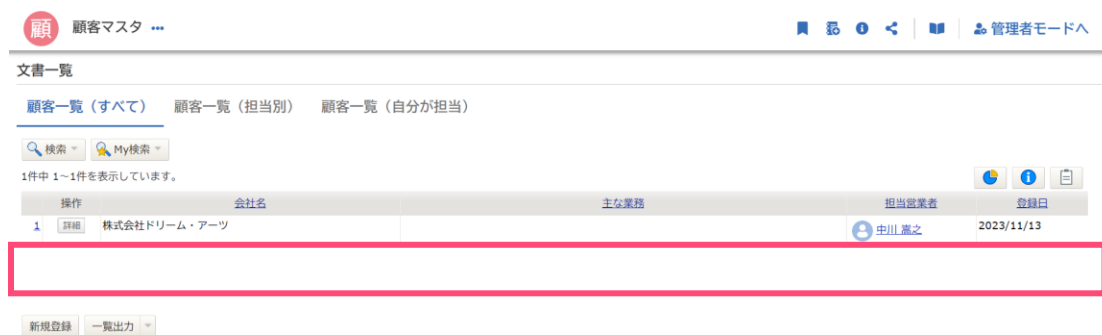 顧 顧客マスタ ••• 管理者モードへ
文書一覧
顧客一覧（すべて） 顧客一覧（担当別） 顧客一覧（自分が担当）
検索 My検索
1件中 1～1件を表示しています。
操作 会社名 主な業務 担当営業者 登録日
1 詳細 株式会社ドリーム・アーツ 中川 嵩之 2023/11/13
新規登録 一覧出力